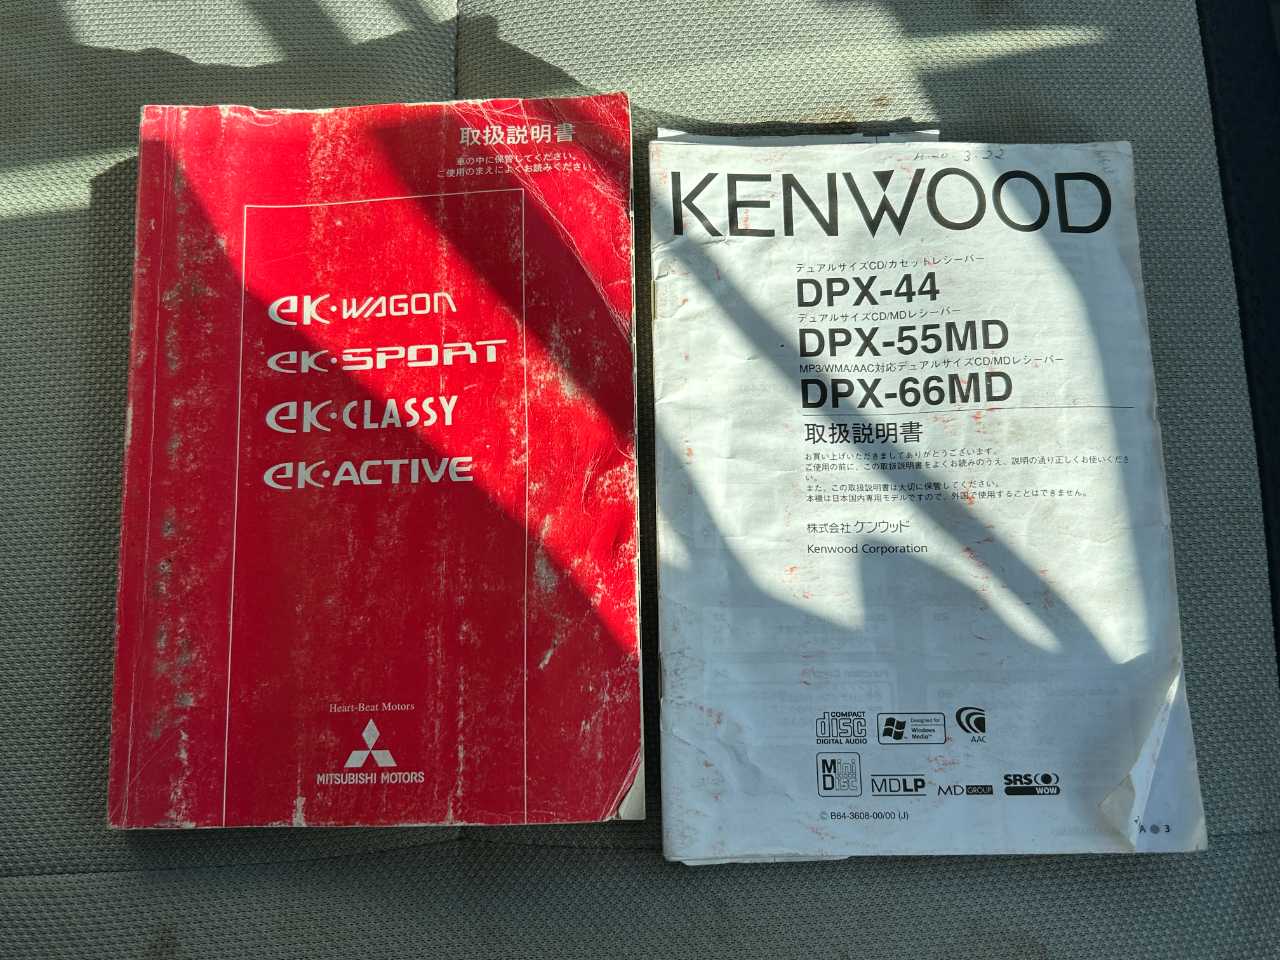 取扱説明書
車の中に保管してください。
ご使用のまえによくお読みください。
eK·WAGON
eK·SPORT
eK·CLASSY
eK·ACTIVE
Heart-Beat Motors
MITSUBISHI MOTORS
3.22
KENWOOD
デュアルサイズCD/カセットレシーバー
DPX-44
デュアルサイズCD/MDレシーバー
DPX-55MD
MP3/WMA/AAC対応デュアルサイズCD/MDレシーバー
DPX-66MD
取扱説明書
お買い上げいただきましてありがとうございます。
ご使用の前に、この取扱説明書をよくお読みのうえ、説明の通り正しくお使いくださ
い。
また、この取扱説明書は大切に保管してください。
本機は日本国内専用モデルですので、外国で使用することはできません。
株式会社 ケンウッド
Kenwood Corporation
COMPACT
disc
DIGITAL AUDIO
Designed for
Windows
Media™
AAC
Mini
Disc
MDLP
MD GROUP
SRS
WOW
© B64-3608-00/00 (J)
A 3